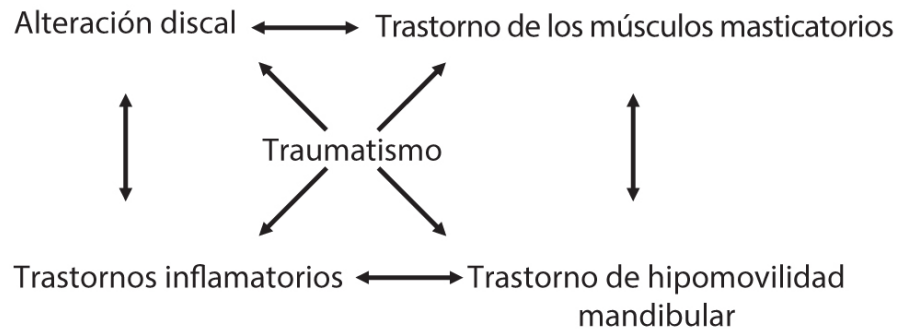 Alteración discal
Trastorno de los músculos masticatorios
Traumatismo
Trastornos inflamatorios
Trastorno de hipomovilidad
mandibular